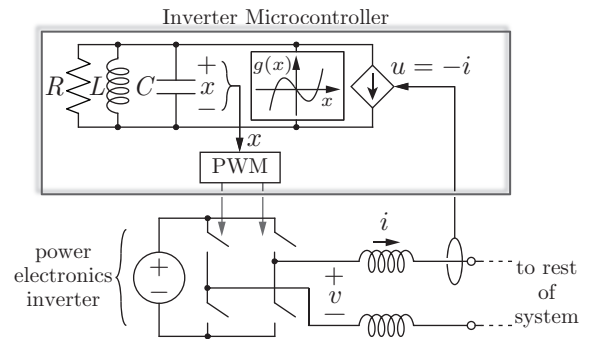 Inverter Microcontroller
R
L
C
+
x
−
g(x)
x
u = −i
x
PWM
i
power
electronics
inverter
+
−
+
v
−
to rest
of
system